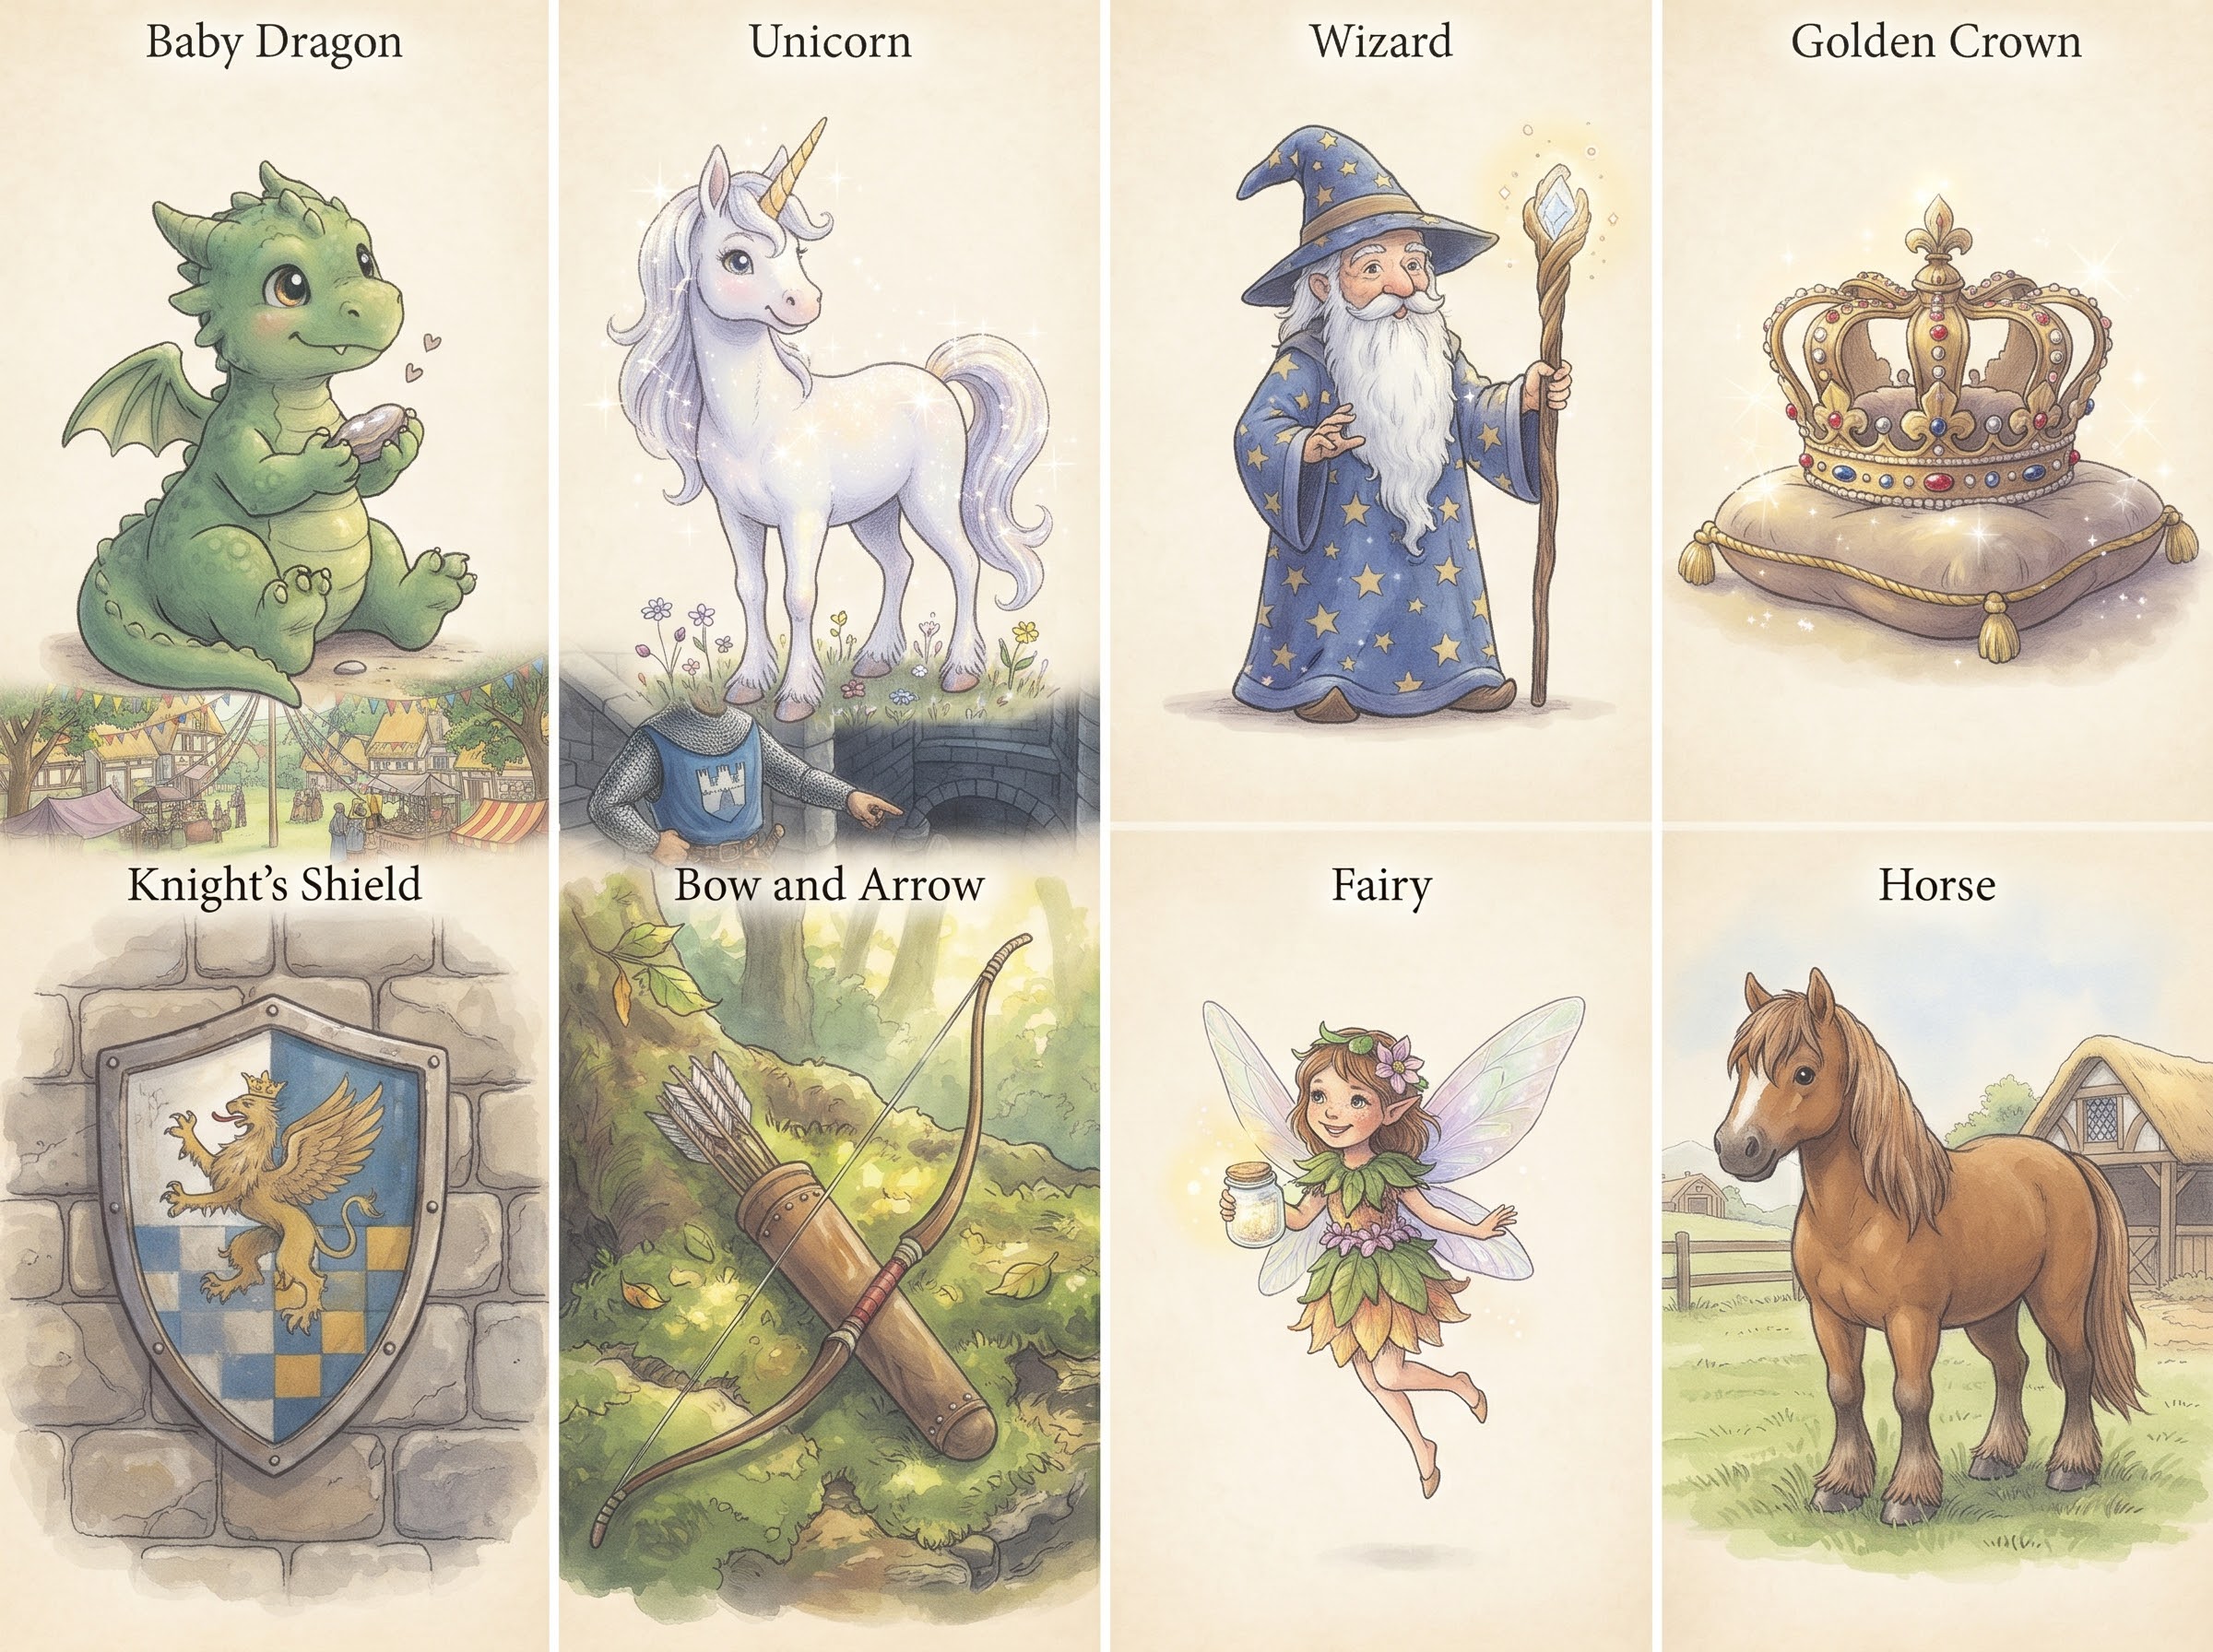 Baby Dragon
Unicorn
Wizard
Golden Crown
Knight’s Shield
Bow and Arrow
Fairy
Horse